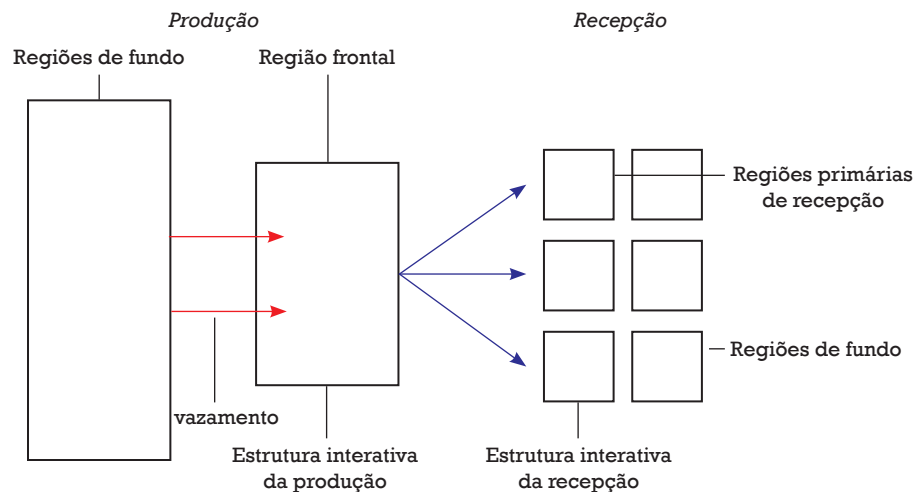 Produção
Recepção
Regiões de fundo
Região frontal
Regiões primárias
de recepção
Regiões de fundo
vazamento
Estrutura interativa
da produção
Estrutura interativa
da recepção